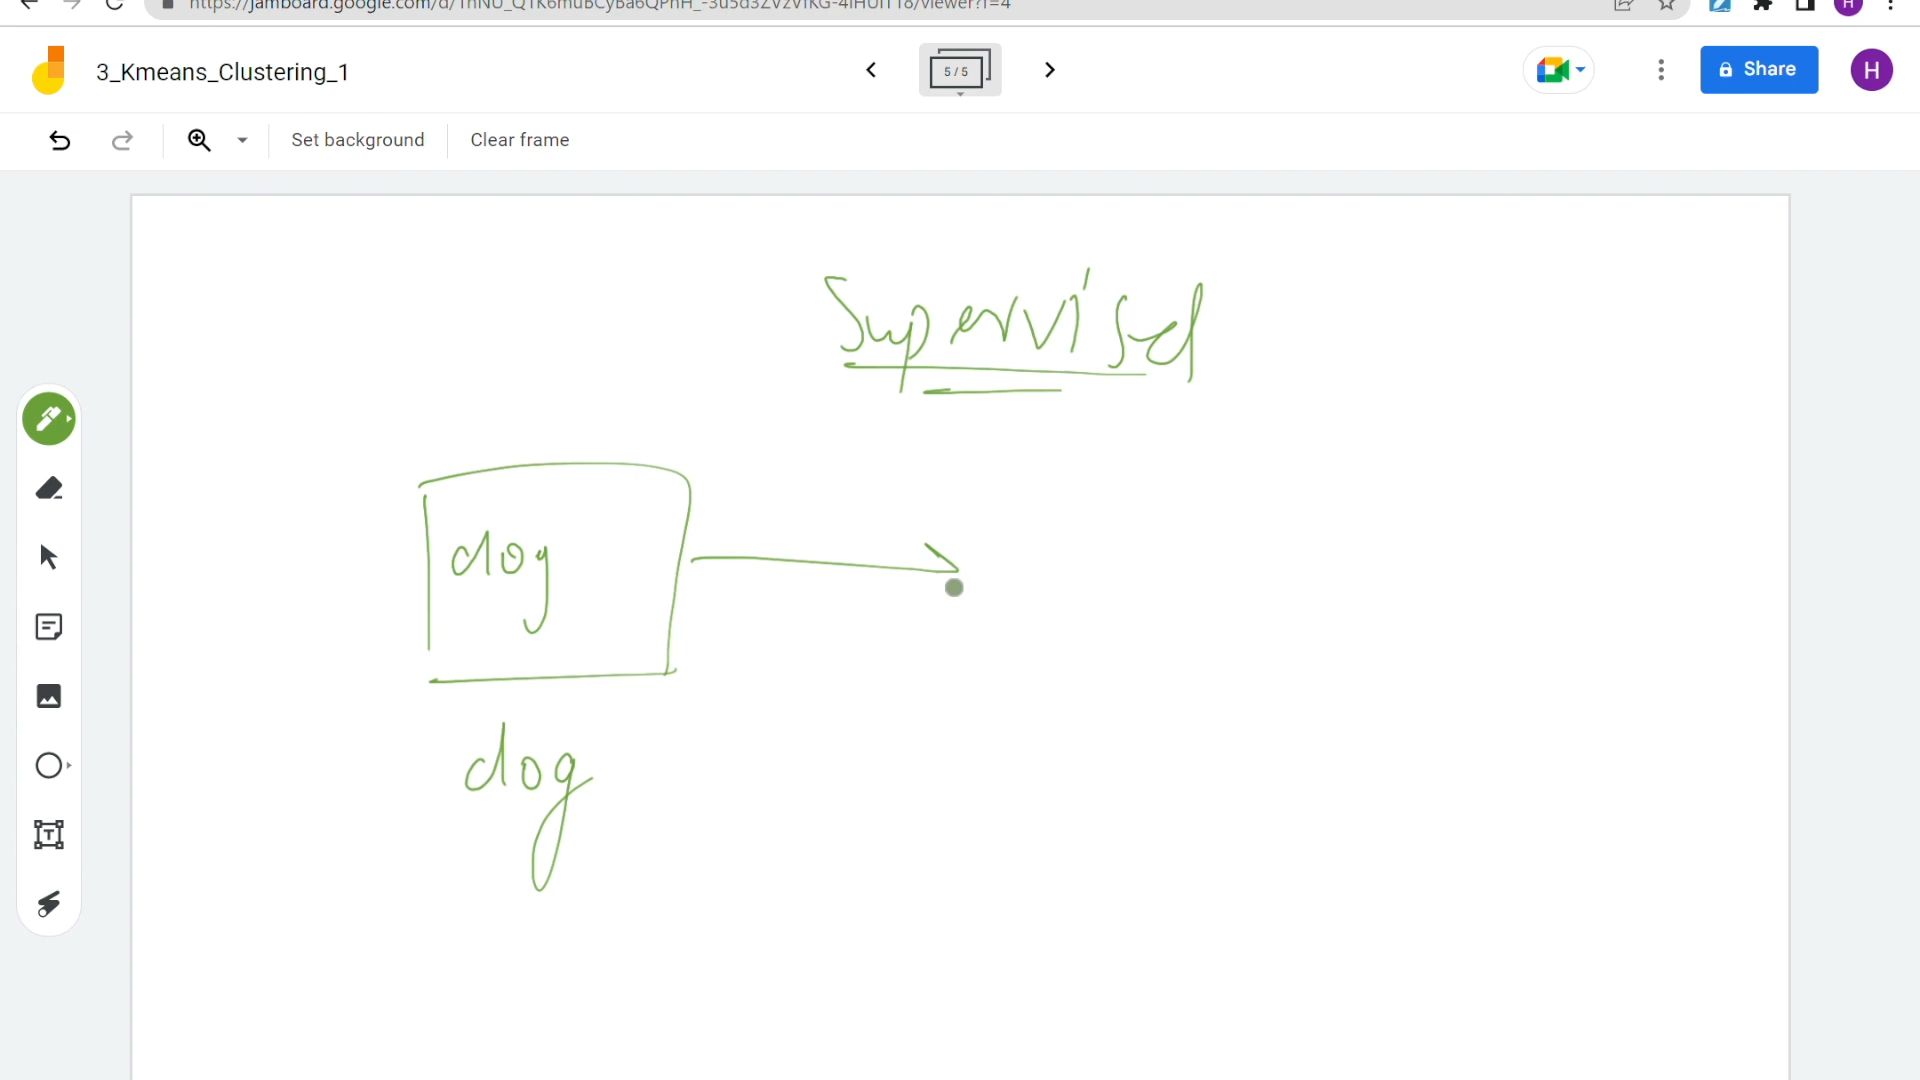 3_Kmeans_Clustering_1
5 / 5
Share
H
H
Set background
Clear frame
Supervised
dog
dog